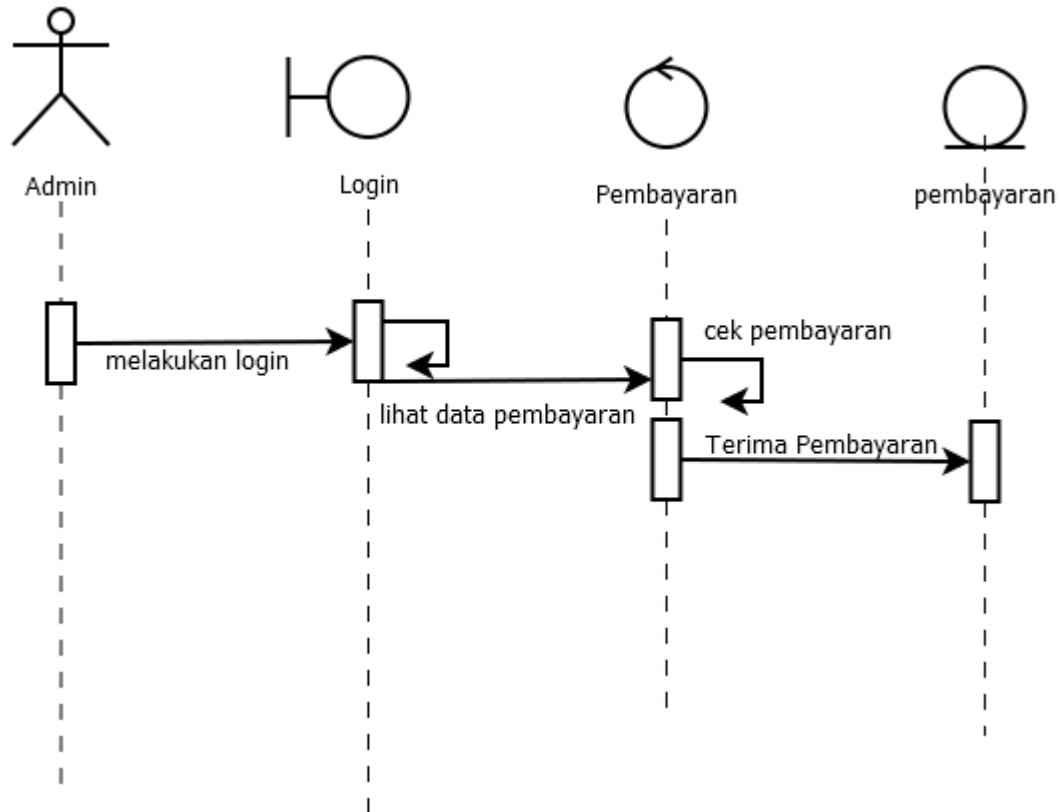 Admin
Login
Pembayaran
pembayaran
melakukan login
lihat data pembayaran
cek pembayaran
Terima Pembayaran